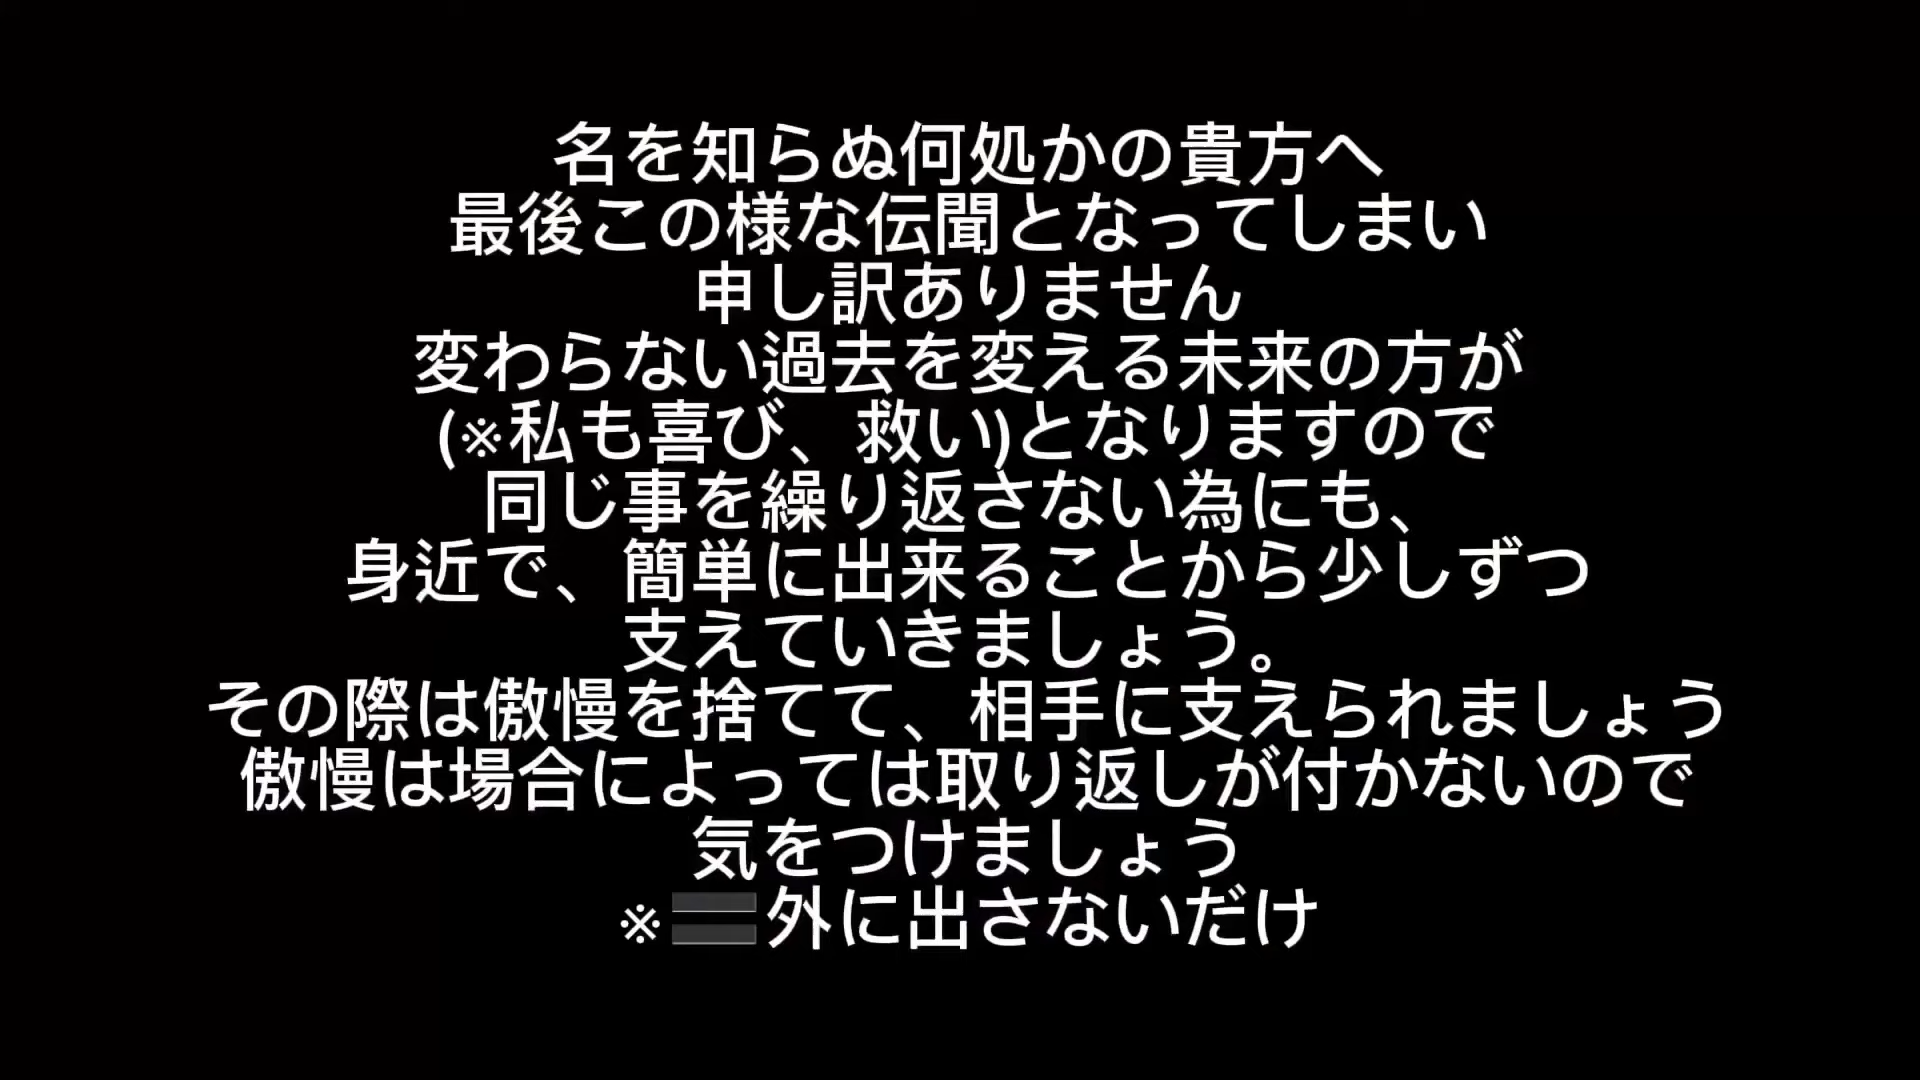 名を知らぬ何処かの貴方へ
最後この様な伝聞となってしまい
申し訳ありません
変わらない過去を変える未来の方が
(※私も喜び、救い)となりますので
同じ事を繰り返さない為にも、
身近で、簡単に出来ることから少しずつ
支えていきましょう。
その際は傲慢を捨てて、相手に支えられましょう
傲慢は場合によっては取り返しが付かないので
気をつけましょう
※🟰外に出さないだけ